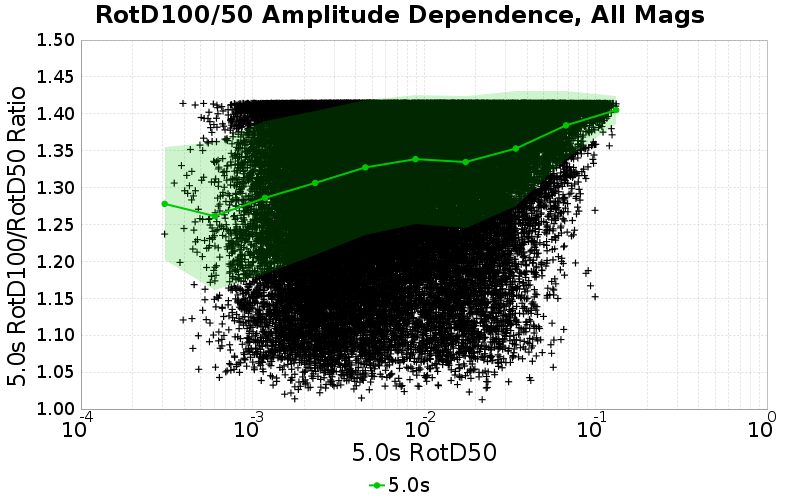 RotD100/50 Amplitude Dependence, All Mags
5.0s RotD100/RotD50 Ratio
1.50
1.45
1.40
1.35
1.30
1.25
1.20
1.15
1.10
1.05
1.00
10-4 10-3 10-2 10-1 100
5.0s RotD50
5.0s